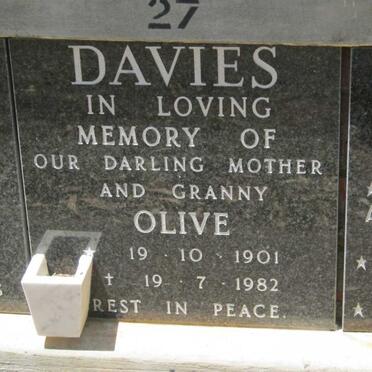 27
DAVIES
IN LOVING
MEMORY OF
OUR DARLING MOTHER
AND GRANNY
OLIVE
★ 19 · 10 · 1901
† 19 · 7 · 1982
REST IN PEACE.